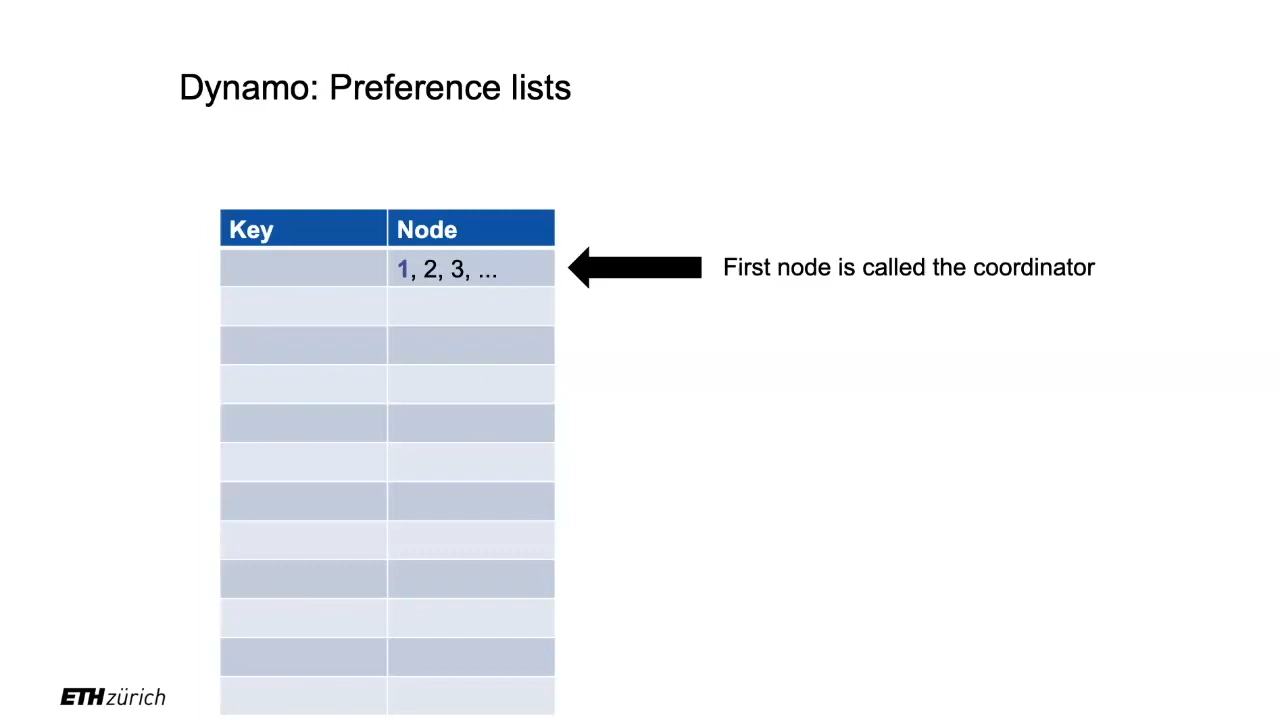 Dynamo: Preference lists
Key Node
1, 2, 3, ...
First node is called the coordinator
ETH zürich